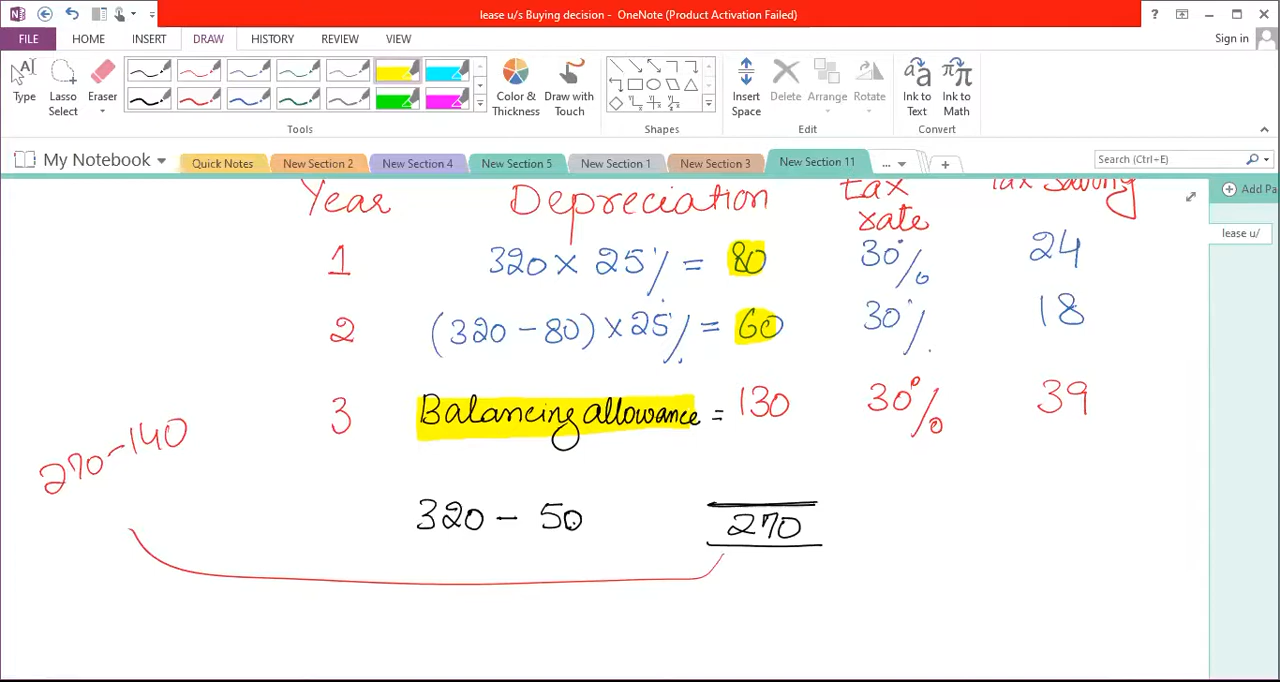 lease u/s Buying decision - OneNote (Product Activation Failed)
FILE HOME INSERT DRAW HISTORY REVIEW VIEW Sign in
Type Lasso Select Eraser Color & Thickness Draw with Touch Insert Space Delete Arrange Rotate Ink to Text Ink to Math
Tools Shapes Edit Convert
My Notebook Quick Notes New Section 2 New Section 4 New Section 5 New Section 1 New Section 3 New Section 11 ... + Search (Ctrl+E)
Add Pa
lease u/
Year Depreciation tax rate Tax Saving
1 320 × 25% = 80 30% 24
2 (320 - 80) × 25% = 60 30% 18
3 Balancing allowance = 130 30% 39
270-140
320 - 50 270